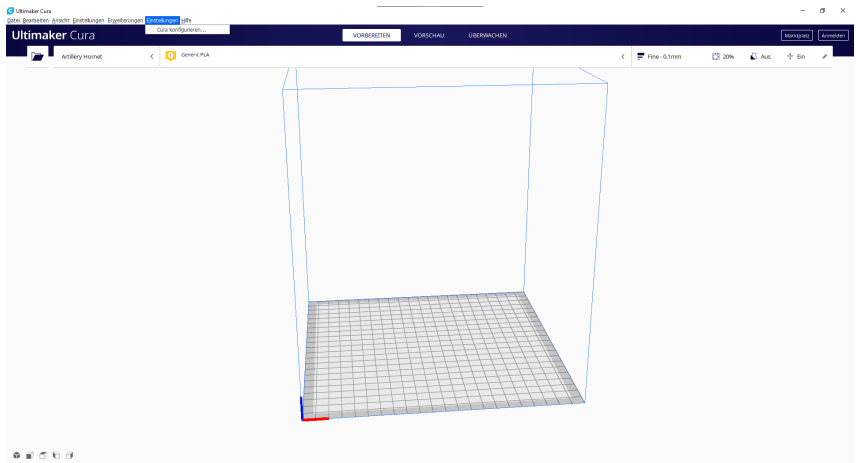 Ultimaker Cura
Datei Bearbeiten Ansicht Einstellungen Erweiterungen Einstellungen Hilfe
Cura konfigurieren...
Ultimaker Cura
VORBEREITEN VORSCHAU ÜBERWACHEN
Marktplatz Anmelden
Artillery Hornet Generic PLA Fine - 0.1mm 20% Aus Ein